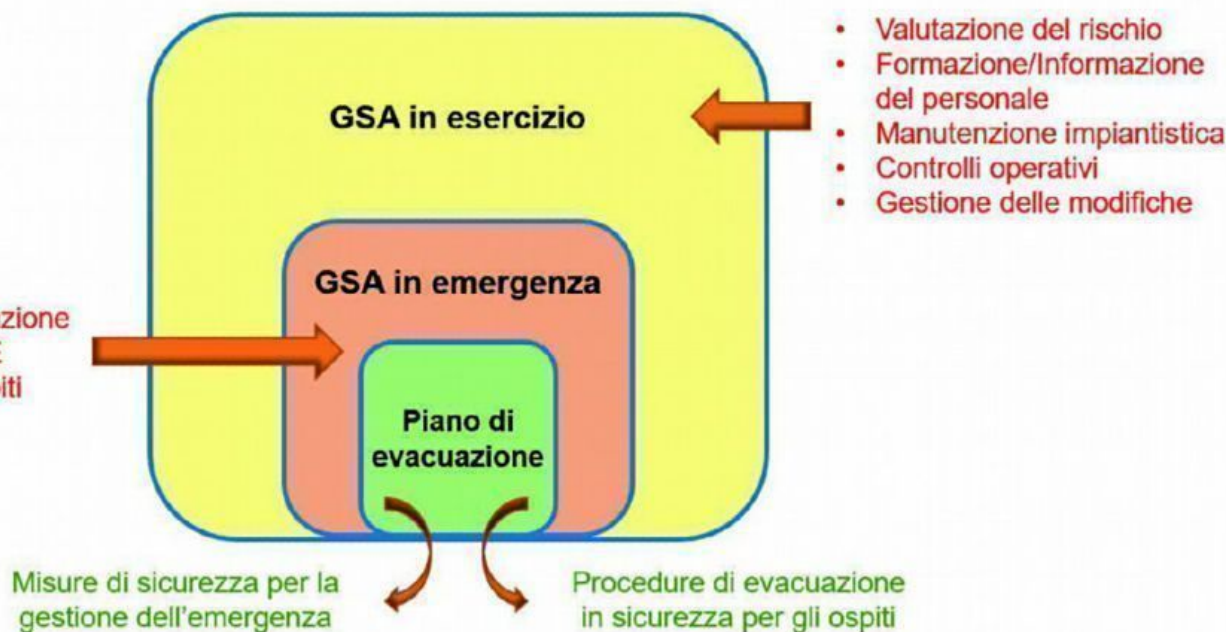 • Valutazione del rischio
• Formazione/Informazione
del personale
• Manutenzione impiantistica
• Controlli operativi
• Gestione delle modifiche
GSA in esercizio
GSA in emergenza
Piano di
evacuazione
Misure di sicurezza per la
gestione dell'emergenza
Procedure di evacuazione
in sicurezza per gli ospiti